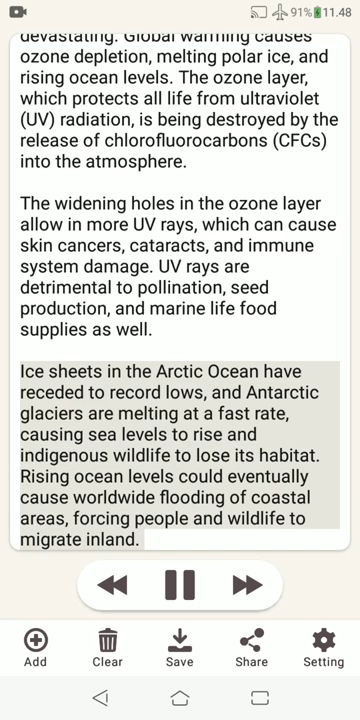 91% 11.48
devastating. Global warming causes
ozone depletion, melting polar ice, and
rising ocean levels. The ozone layer,
which protects all life from ultraviolet
(UV) radiation, is being destroyed by the
release of chlorofluorocarbons (CFCs)
into the atmosphere.
The widening holes in the ozone layer
allow in more UV rays, which can cause
skin cancers, cataracts, and immune
system damage. UV rays are
detrimental to pollination, seed
production, and marine life food
supplies as well.
Ice sheets in the Arctic Ocean have
receded to record lows, and Antarctic
glaciers are melting at a fast rate,
causing sea levels to rise and
indigenous wildlife to lose its habitat.
Rising ocean levels could eventually
cause worldwide flooding of coastal
areas, forcing people and wildlife to
migrate inland.
Add Clear Save Share Setting